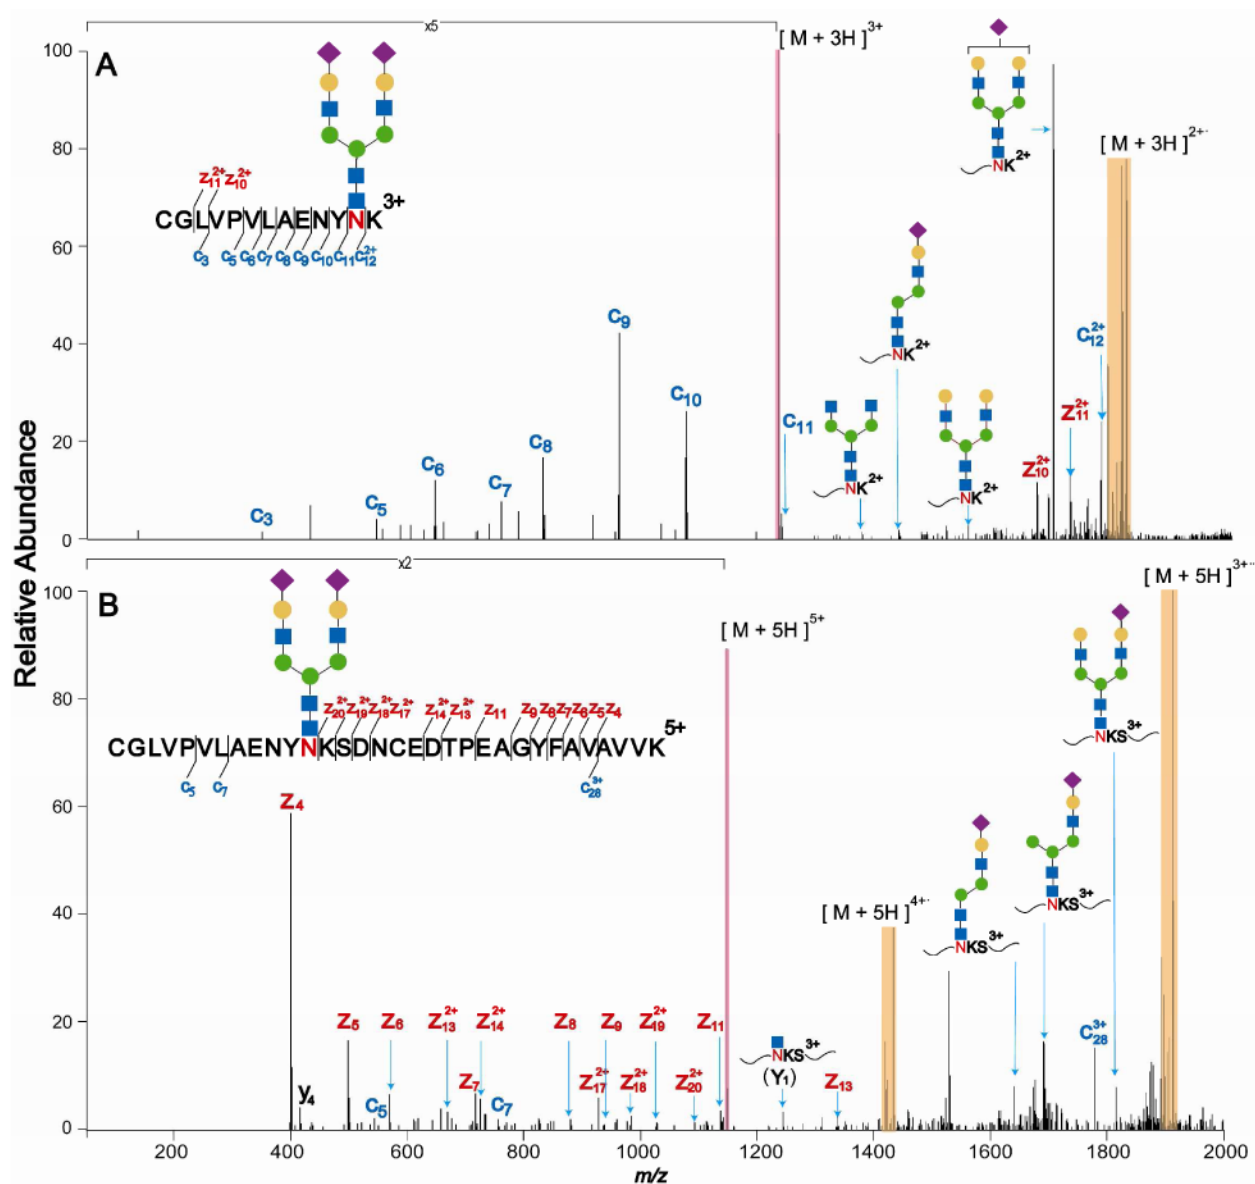 x5
A
[ M + 3H ]3+
100
80
60
40
20
0
z11 2+ z10 2+
CGLVPVLAENYNK 3+
c3 c5 c6 c7 c8 c9 c10 c11 c12 2+
NK2+
[ M + 3H ]2+·
NK2+
C12 2+
C9
C10
C11
Z11 2+
C8
C6
NK2+
NK2+
Z10 2+
C7
C5
C3
Relative Abundance
x2
B
[ M + 5H ]5+
[ M + 5H ]3+··
100
80
60
40
20
0
z20 2+ z19 2+ z18 2+ z17 2+ z14 2+ z13 2+ z11 z9 z8 z7 z6 z5 z4
CGLVPVLAENYNKSDNCEDTPEAGYFAVAVVK 5+
c5 c7 c28 3+
NKS3+
Z4
NKS3+
[ M + 5H ]4+·
NKS3+
Z5 Z6 Z13 2+ Z14 2+ Z8 Z9 Z19 2+ Z11
C28 3+
NKS3+
(Y1)
Z7 Z17 2+ Z18 2+ Z20 2+ Z13
y4 C5 C7
200 400 600 800 1000 1200 1400 1600 1800 2000
m/z